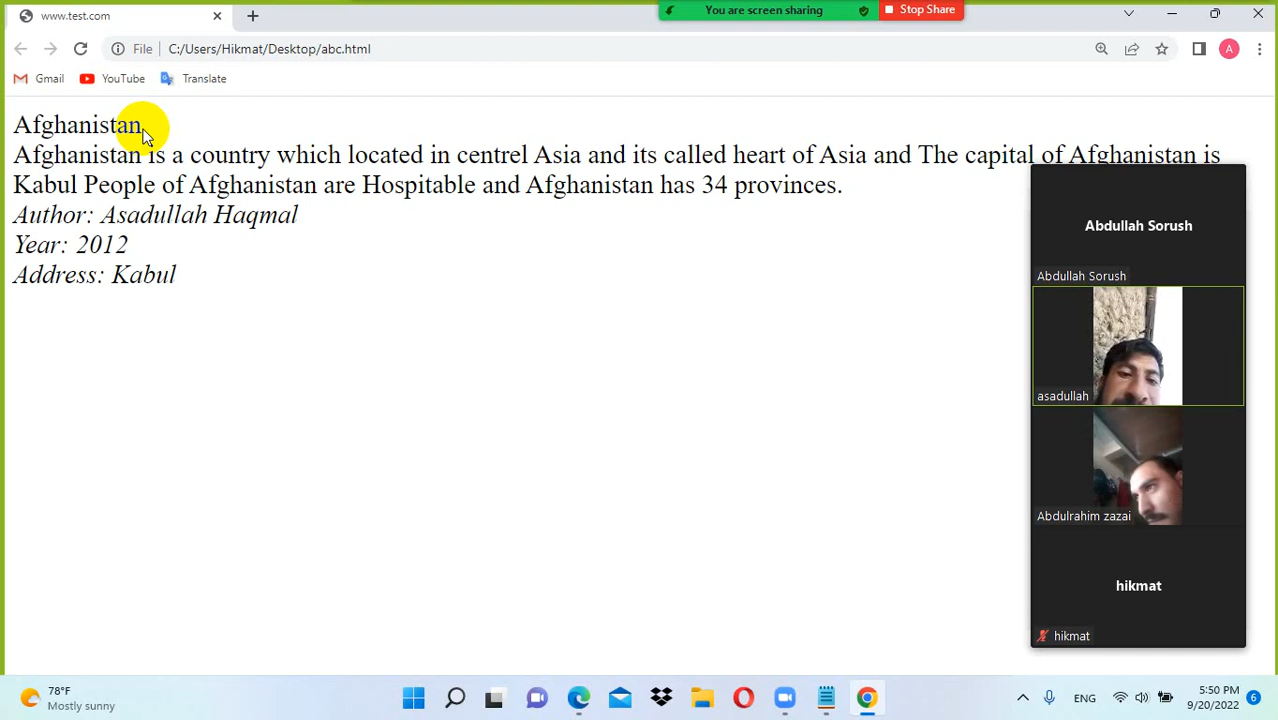 www.test.com
You are screen sharing
Stop Share
File
C:/Users/Hikmat/Desktop/abc.html
A
Gmail
YouTube
Translate
Afghanistan
Afghanistan is a country which located in centrel Asia and its called heart of Asia and The capital of Afghanistan is
Kabul People of Afghanistan are Hospitable and Afghanistan has 34 provinces.
Author: Asadullah Haqmal
Year: 2012
Address: Kabul
Abdullah Sorush
Abdullah Sorush
asadullah
Abdulrahim zazai
hikmat
hikmat
78°F
Mostly sunny
ENG
5:50 PM
9/20/2022
6